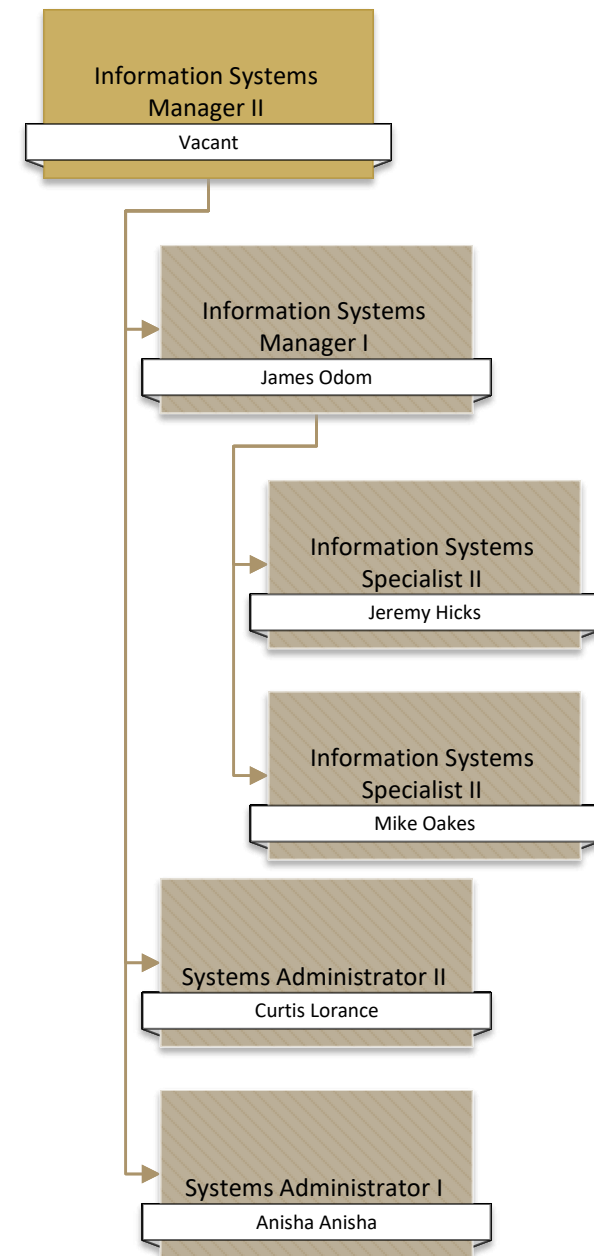 Information Systems
Manager II
Vacant
Information Systems
Manager I
James Odom
Information Systems
Specialist II
Jeremy Hicks
Information Systems
Specialist II
Mike Oakes
Systems Administrator II
Curtis Lorance
Systems Administrator I
Anisha Anisha